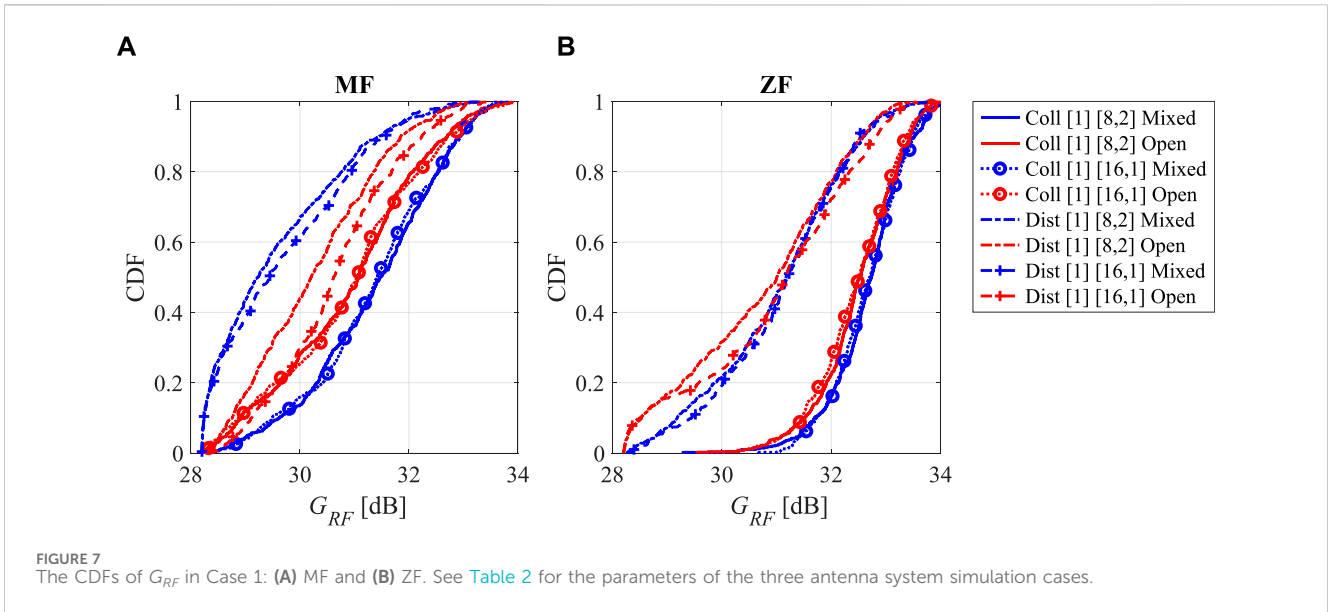 A
B
MF
ZF
1
0.8
0.6
0.4
0.2
0
CDF
28
30
32
34
G_RF [dB]
1
0.8
0.6
0.4
0.2
0
CDF
28
30
32
34
G_RF [dB]
Coll [1] [8,2] Mixed
Coll [1] [8,2] Open
Coll [1] [16,1] Mixed
Coll [1] [16,1] Open
Dist [1] [8,2] Mixed
Dist [1] [8,2] Open
Dist [1] [16,1] Mixed
Dist [1] [16,1] Open
FIGURE 7
The CDFs of G_RF in Case 1: (A) MF and (B) ZF. See Table 2 for the parameters of the three antenna system simulation cases.